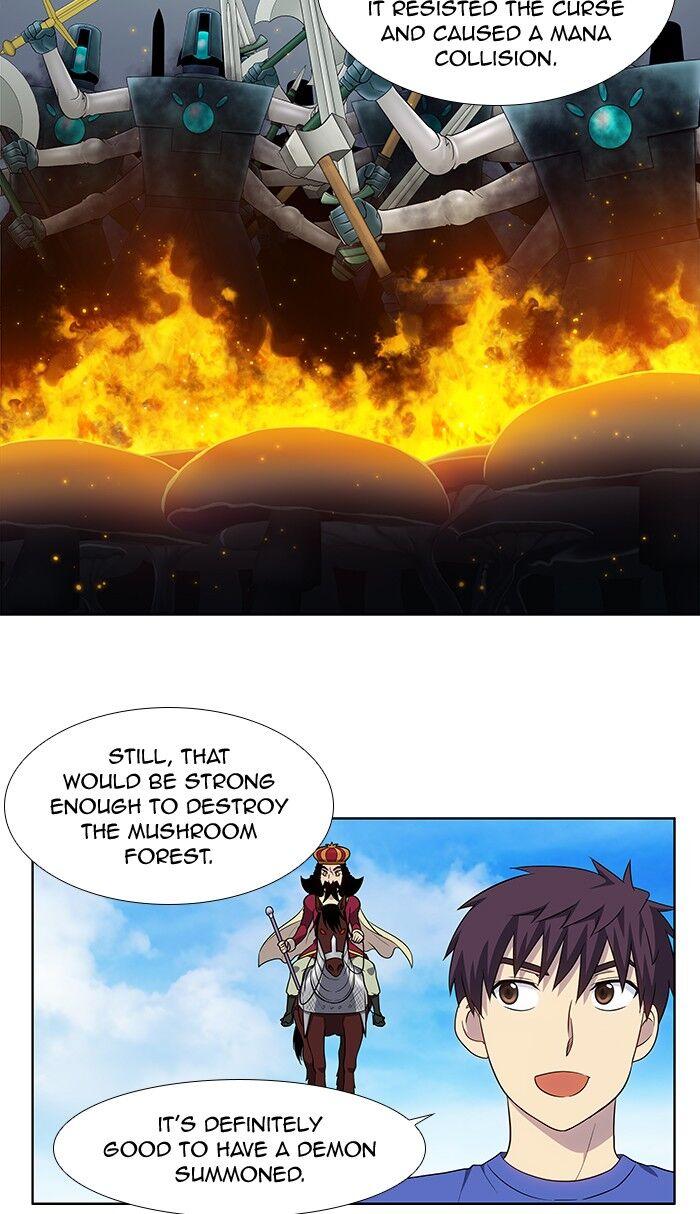 IT RESISTED THE CURSE
AND CAUSED A MANA
COLLISION.
STILL, THAT
WOULD BE STRONG
ENOUGH TO DESTROY
THE MUSHROOM
FOREST.
IT'S DEFINITELY
GOOD TO HAVE A DEMON
SUMMONED.